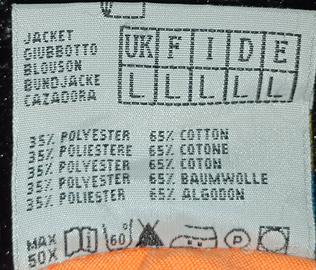 JACKET
GIUBBOTTO
BLOUSON
BUNDJACKE
CAZADORA
UK F I D E
L L L L L
35% POLYESTER 65% COTTON
35% POLIESTERE 65% COTONE
35% POLYESTER 65% COTON
35% POLYESTER 65% BAUMWOLLE
35% POLIESTER 65% ALGODON
MAX 50X 60° P